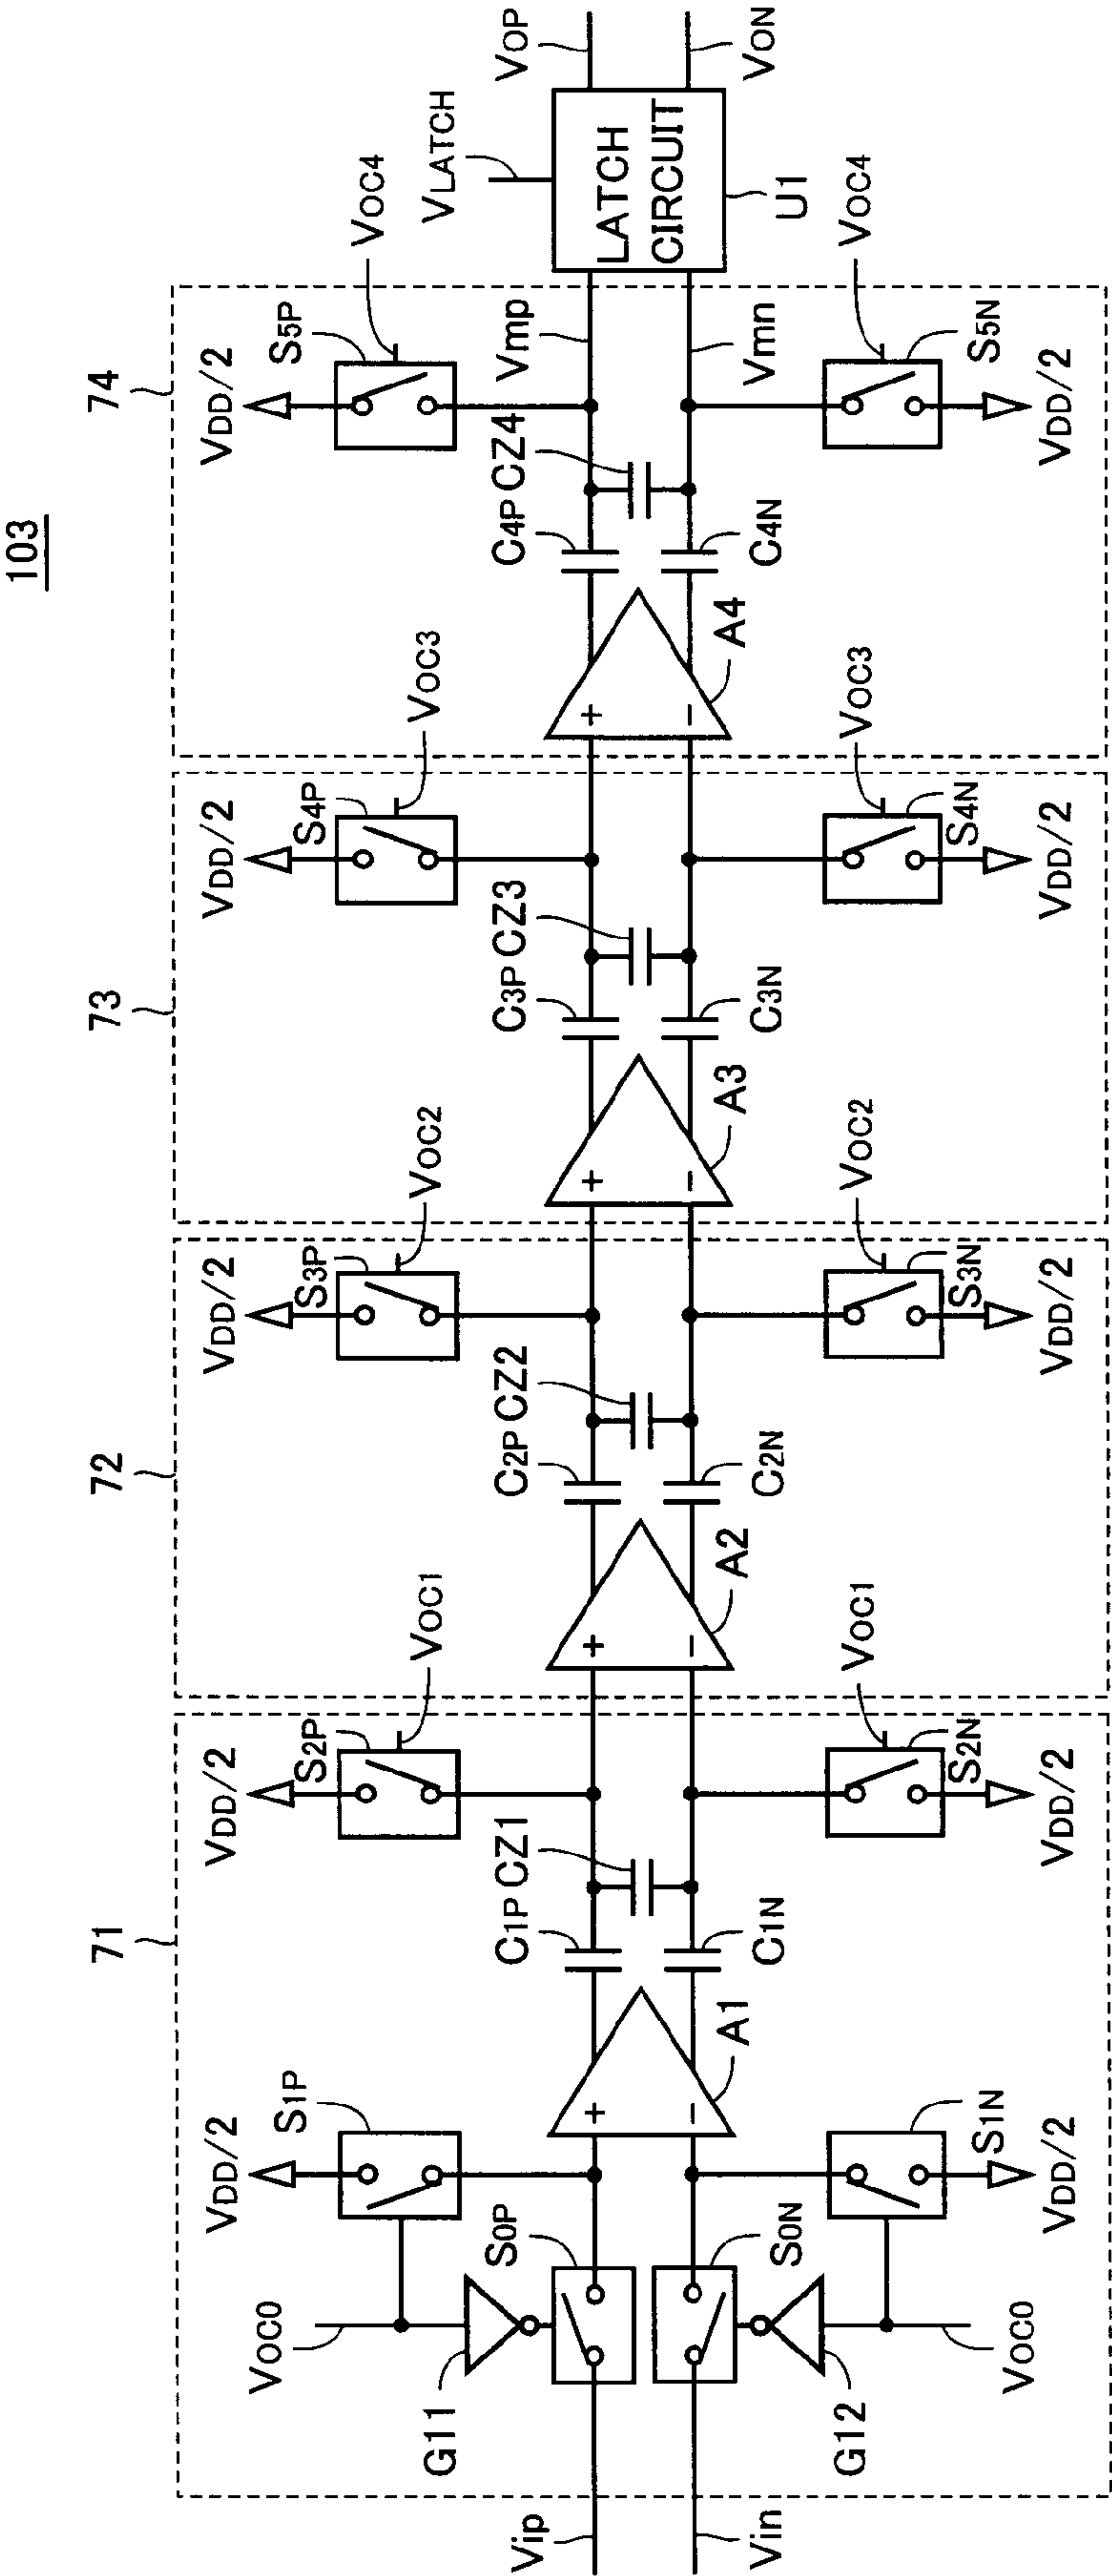 103
71
72
73
74
VDD/2
VDD/2
VDD/2
VDD/2
VDD/2
S1P
S2P
S3P
S4P
S5P
VOC0
VOC1
VOC2
VOC3
VOC4
VLATCH
G11
S0P
C1P CZ1
C2P CZ2
C3P CZ3
C4P CZ4
Vmp
VOP
Vip
+
+
+
+
LATCH
CIRCUIT
Vin
−
−
−
−
S0N
A1
C1N
A2
C2N
A3
C3N
A4
C4N
Vmn
U1
VON
G12
VOC0
VOC1
VOC2
VOC3
VOC4
S1N
S2N
S3N
S4N
S5N
VDD/2
VDD/2
VDD/2
VDD/2
VDD/2